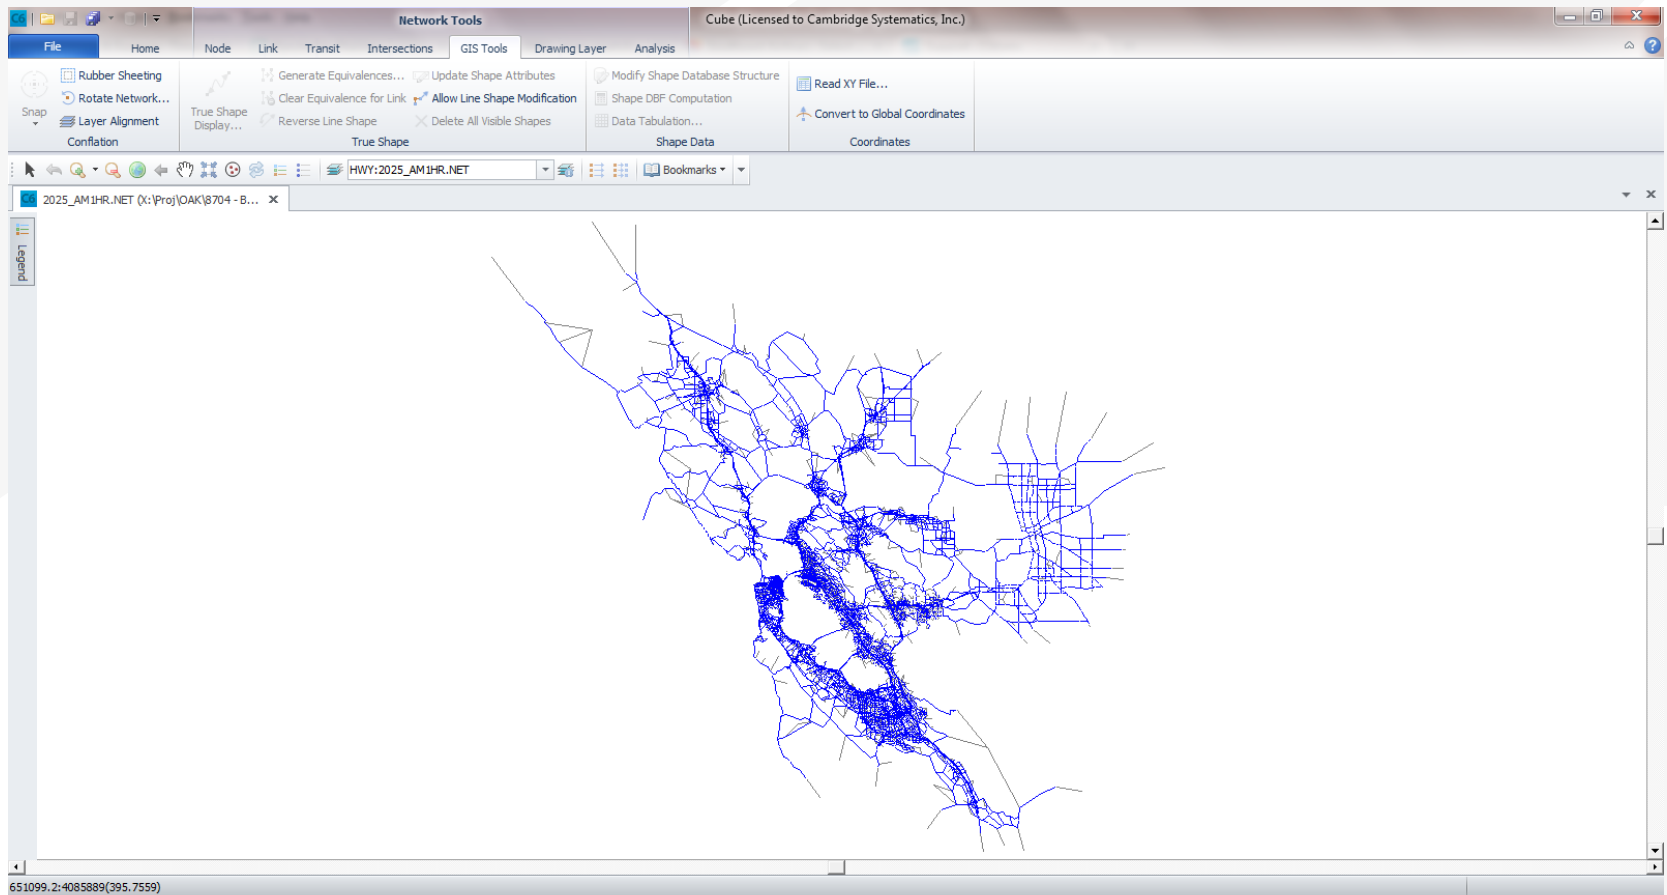 C6 Network Tools Cube (Licensed to Cambridge Systematics, Inc.)
File Home Node Link Transit Intersections GIS Tools Drawing Layer Analysis
Snap
Rubber Sheeting
Rotate Network...
Layer Alignment
Conflation
True Shape
Display...
Generate Equivalences...
Clear Equivalence for Link
Reverse Line Shape
Update Shape Attributes
Allow Line Shape Modification
Delete All Visible Shapes
True Shape
Modify Shape Database Structure
Shape DBF Computation
Data Tabulation...
Shape Data
Read XY File...
Convert to Global Coordinates
Coordinates
HWY:2025_AM1HR.NET Bookmarks
C6 2025_AM1HR.NET (X:\Proj\OAK\8704 - B...
Legend
651099.2:4085889(395.7559)